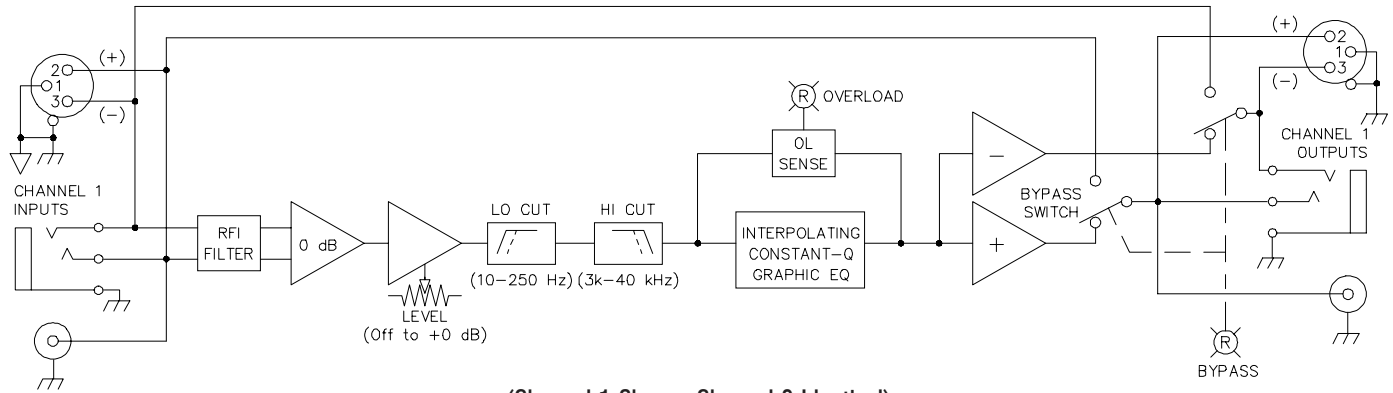 (+)
2
1
3
(-)
CHANNEL 1
INPUTS
RFI
FILTER
0 dB
LEVEL
(Off to +0 dB)
LO CUT
(10-250 Hz)
HI CUT
(3k-40 kHz)
R OVERLOAD
OL
SENSE
INTERPOLATING
CONSTANT-Q
GRAPHIC EQ
-
+
BYPASS
SWITCH
(+)
2
1
3
(-)
CHANNEL 1
OUTPUTS
R
BYPASS